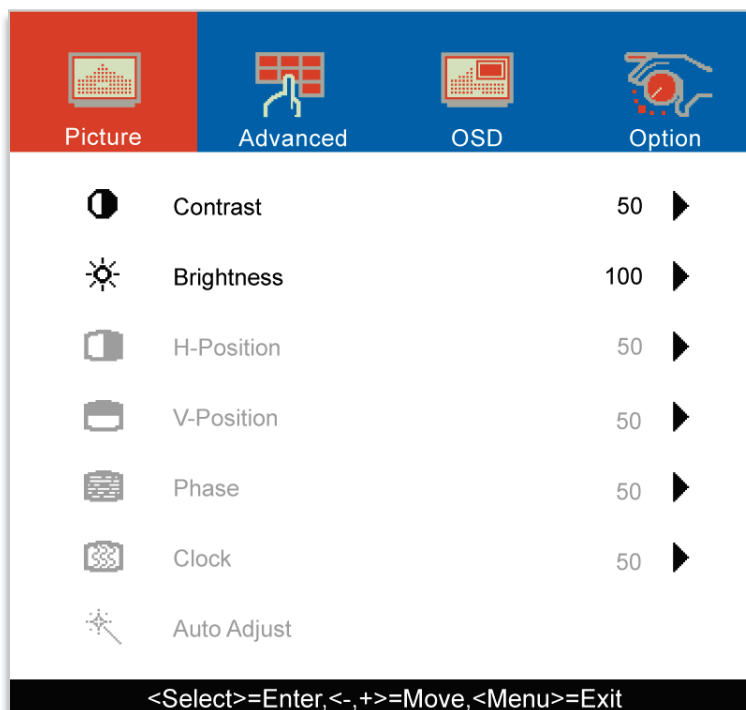 Picture Advanced OSD Option
Contrast 50
Brightness 100
H-Position 50
V-Position 50
Phase 50
Clock 50
Auto Adjust
<Select>=Enter,<-,+>=Move,<Menu>=Exit